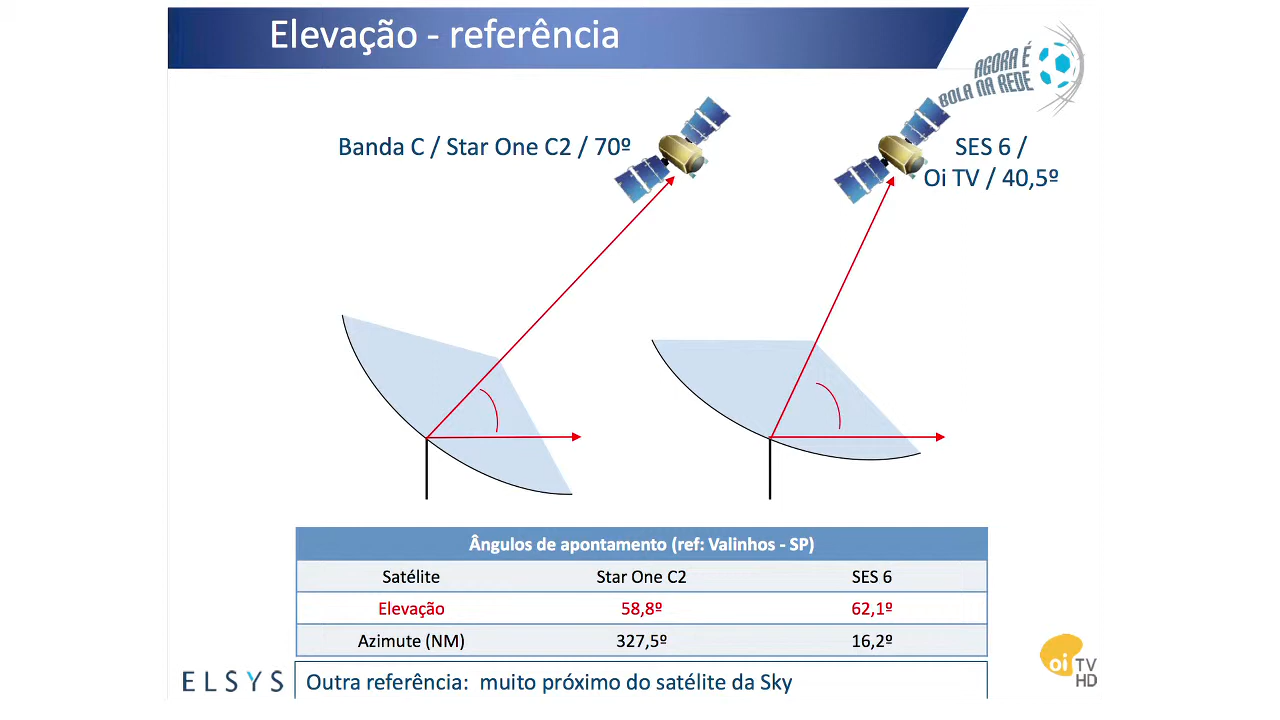 Elevação - referência
AGORA É
BOLA NA REDE
Banda C / Star One C2 / 70º
SES 6 /
Oi TV / 40,5º
Ângulos de apontamento (ref: Valinhos - SP)
Satélite Star One C2 SES 6
Elevação 58,8º 62,1º
Azimute (NM) 327,5º 16,2º
ELSYS
Outra referência: muito próximo do satélite da Sky
oi TV
HD